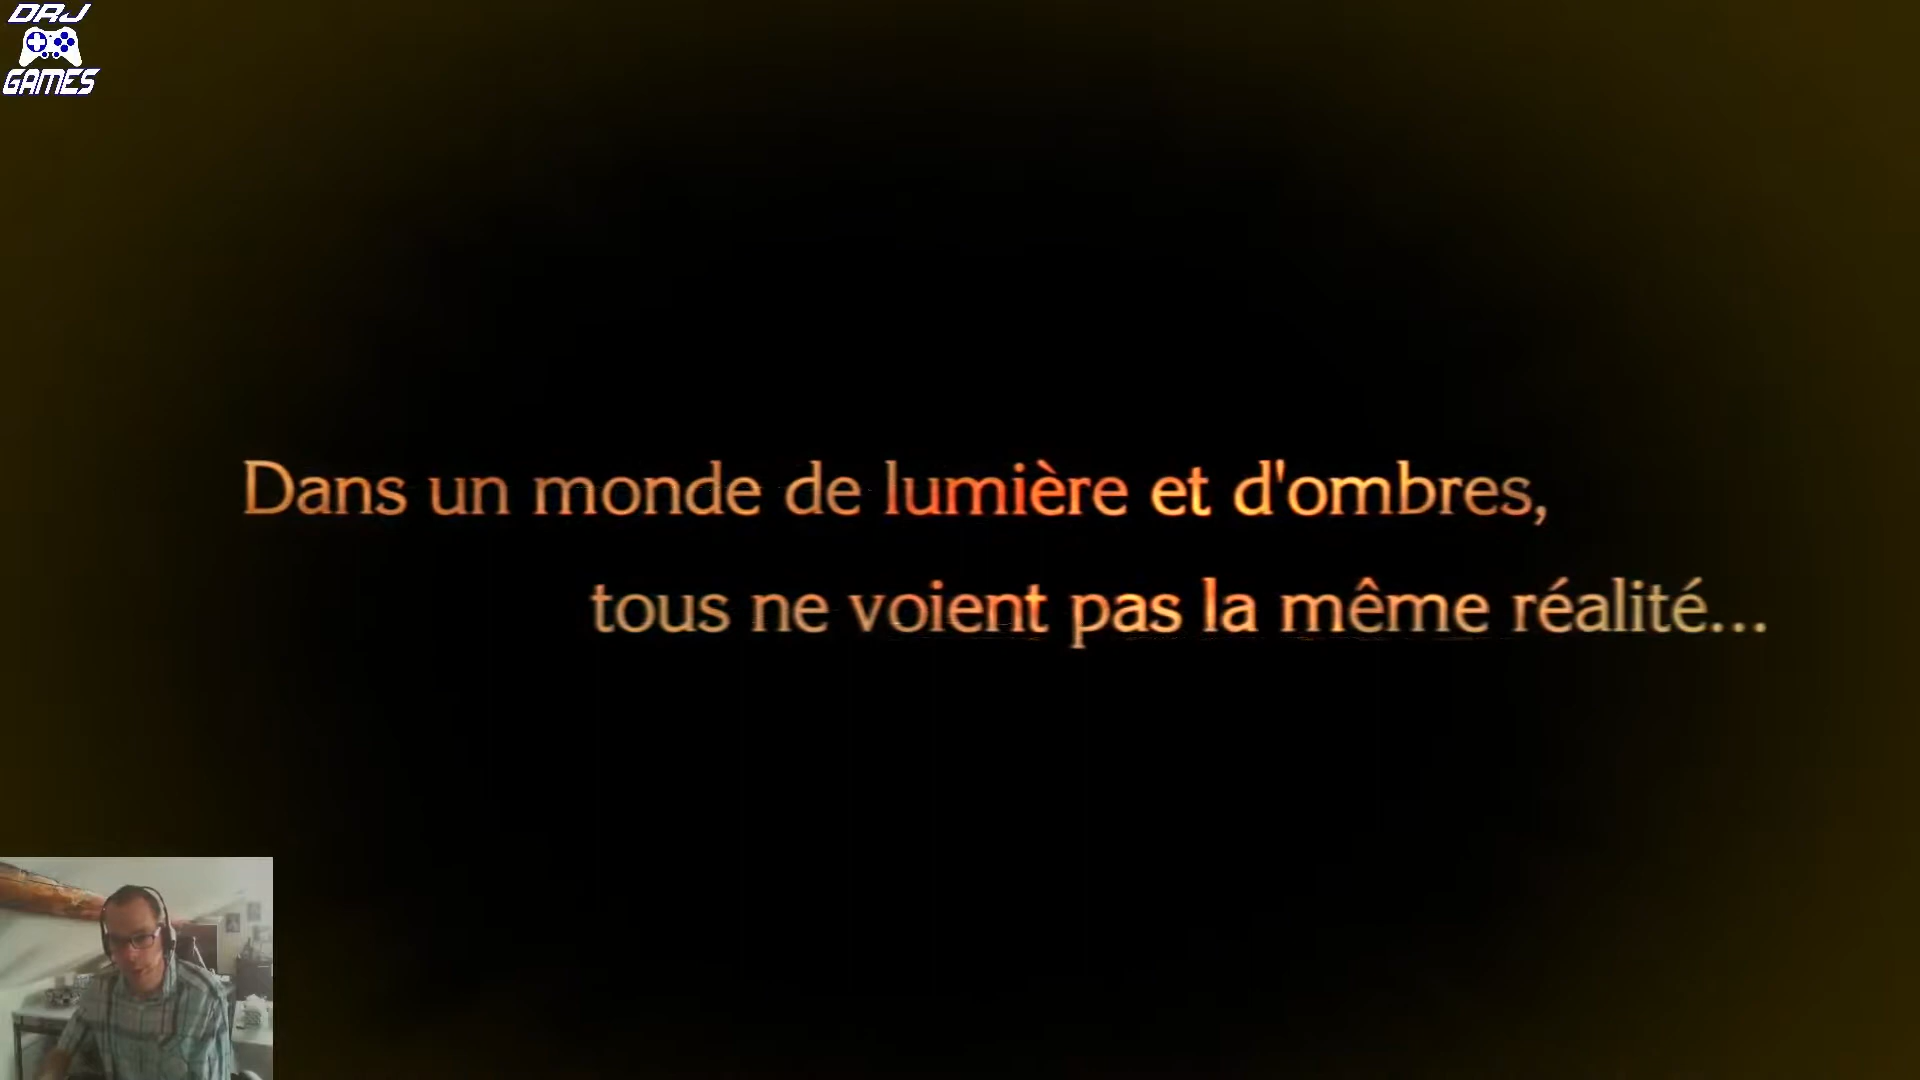 DRJ
GAMES
Dans un monde de lumière et d'ombres,
tous ne voient pas la même réalité...